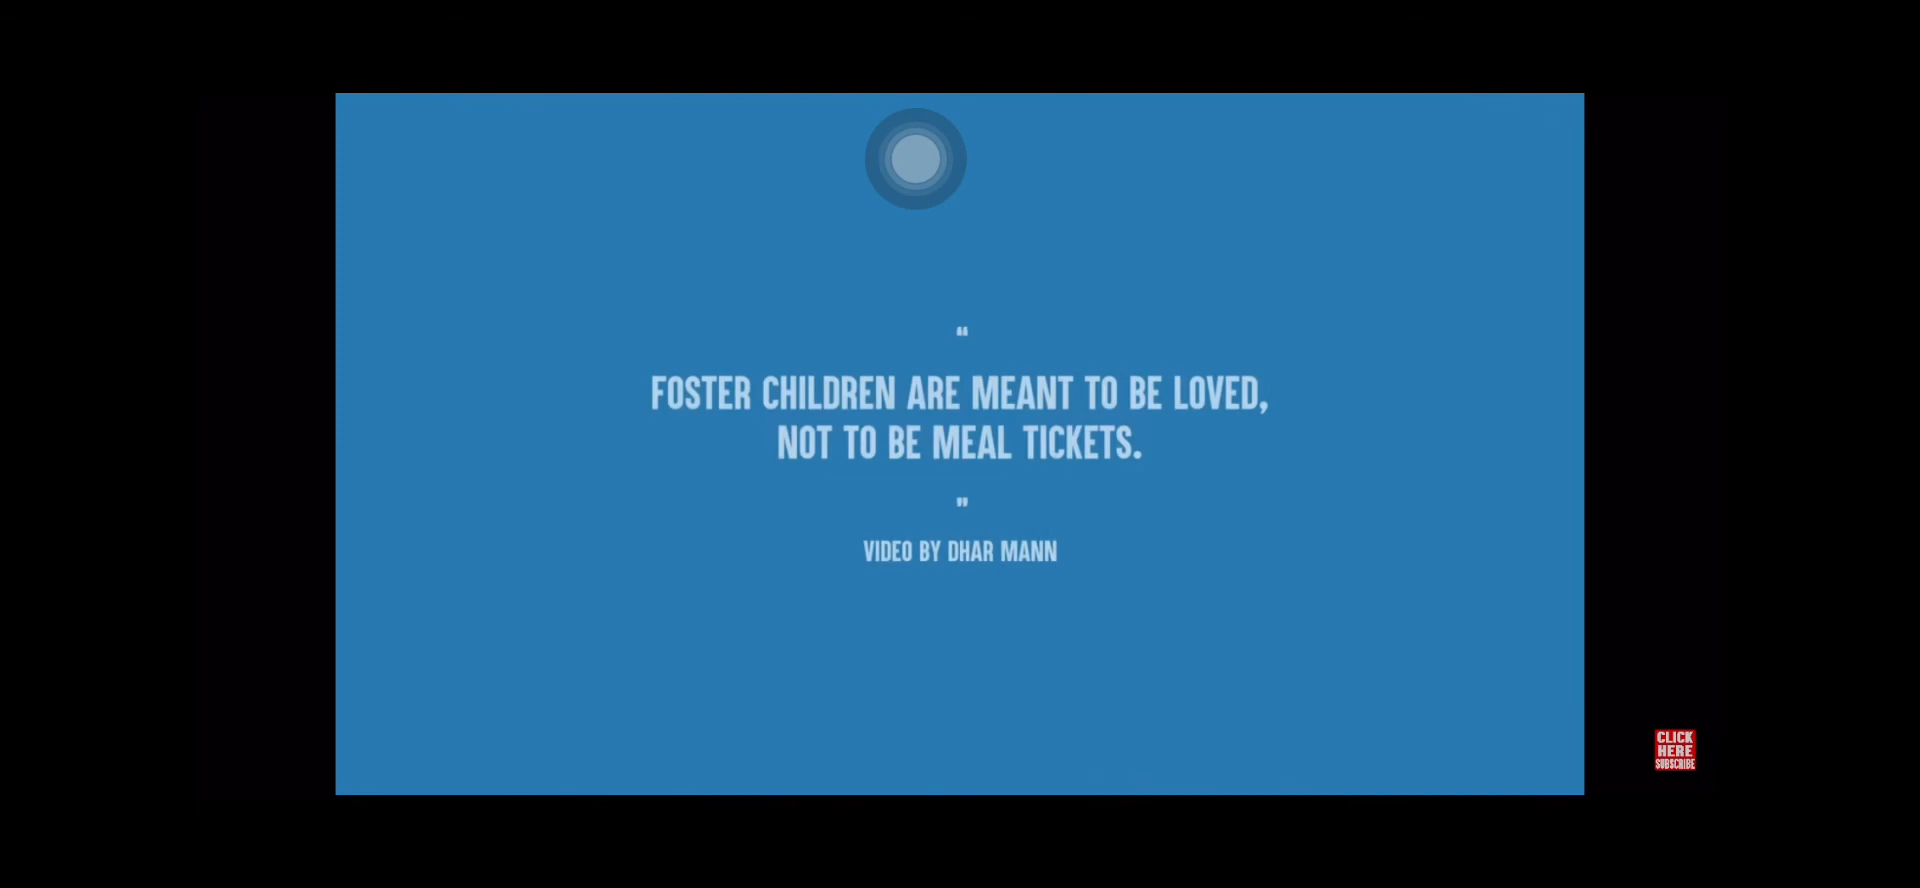 “
FOSTER CHILDREN ARE MEANT TO BE LOVED,
NOT TO BE MEAL TICKETS.
"
VIDEO BY DHAR MANN
CLICK
HERE
SUBSCRIBE